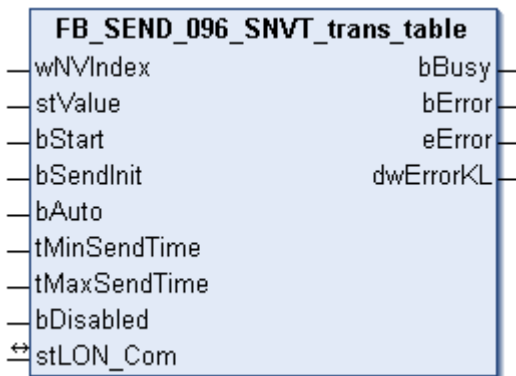 FB_SEND_096_SNVT_trans_table
wNVIndex bBusy
stValue bError
bStart eError
bSendInit dwErrorKL
bAuto
tMinSendTime
tMaxSendTime
bDisabled
stLON_Com